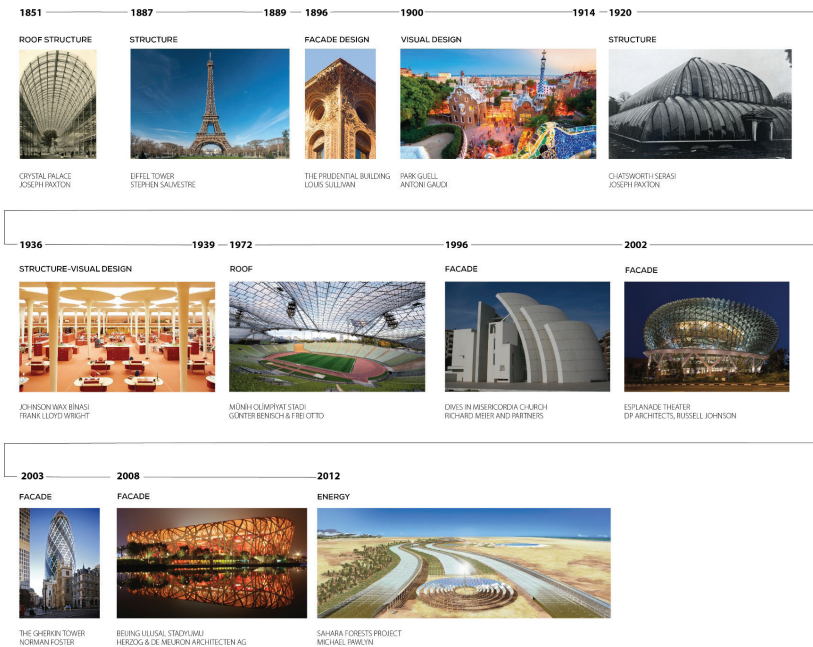 1851 1887 1889 1896 1900 1914 1920
ROOF STRUCTURE STRUCTURE FACADE DESIGN VISUAL DESIGN STRUCTURE
CRYSTAL PALACE EIFFEL TOWER THE PRUDENTIAL BUILDING PARK GUELL CHATSWORTH SERASI
JOSEPH PAXTON STEPHEN SAUVESTRE LOUIS SULLIVAN ANTONI GAUDI JOSEPH PAXTON
1936 1939 1972 1996 2002
STRUCTURE-VISUAL DESIGN ROOF FACADE FACADE
JOHNSON WAX BİNASI MÜNİH OLİMPİYAT STADI DIVES IN MISERICORDIA CHURCH ESPLANADE THEATER
FRANK LLOYD WRIGHT GÜNTER BENISCH & FREI OTTO RICHARD MEIER AND PARTNERS DP ARCHITECTS, RUSSELL JOHNSON
2003 2008 2012
FACADE FACADE ENERGY
THE GHERKIN TOWER BEIJING ULUSAL STADYUMU SAHARA FORESTS PROJECT
NORMAN FOSTER HERZOG & DE MEURON ARCHITECTEN AG MICHAEL PAWLYN